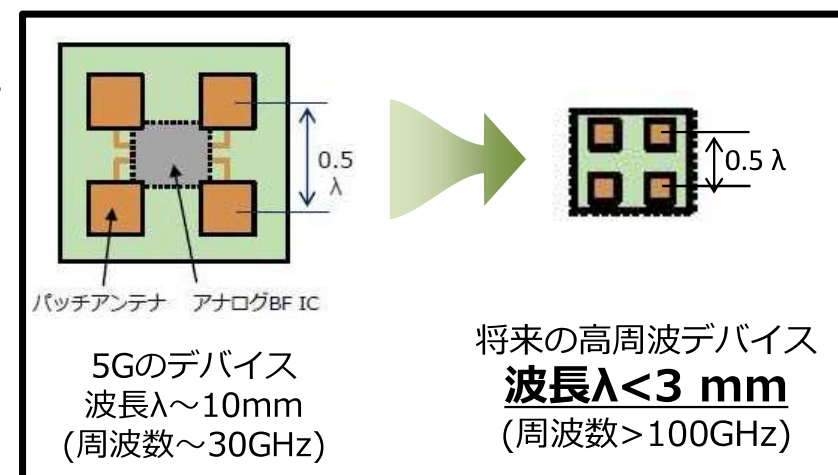 0.5
λ
0.5 λ
パッチアンテナ アナログBF IC
5Gのデバイス
波長λ~10mm
(周波数~30GHz)
将来の高周波デバイス
波長λ<3 mm
(周波数>100GHz)